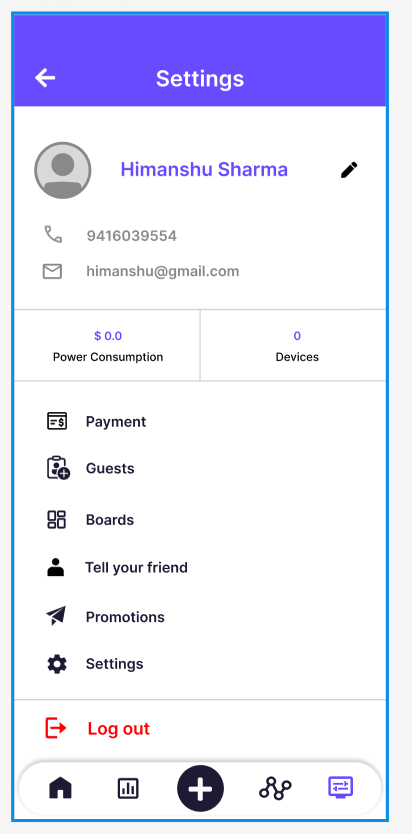 Settings
Himanshu Sharma
9416039554
himanshu@gmail.com
$ 0.0
Power Consumption
0
Devices
Payment
Guests
Boards
Tell your friend
Promotions
Settings
Log out